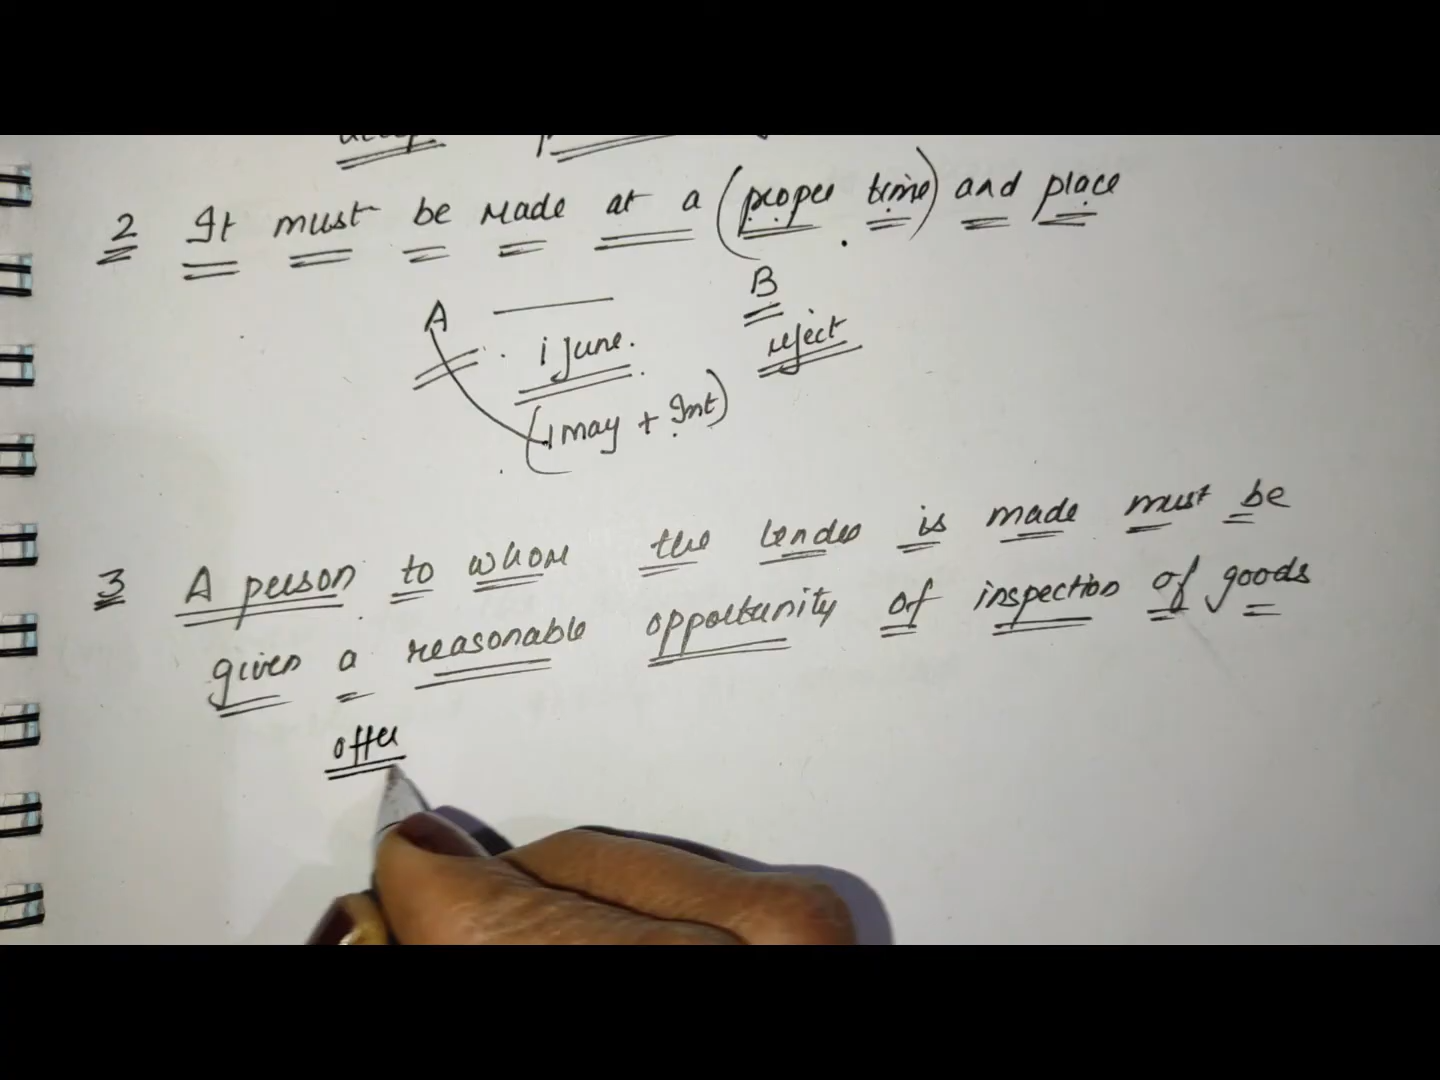 2 It must be made at a (proper time) and place
A B
1 June. reject
(1 may + Int)
3 A person to whom the tender is made must be
given a reasonable opportunity of inspection of goods
offer